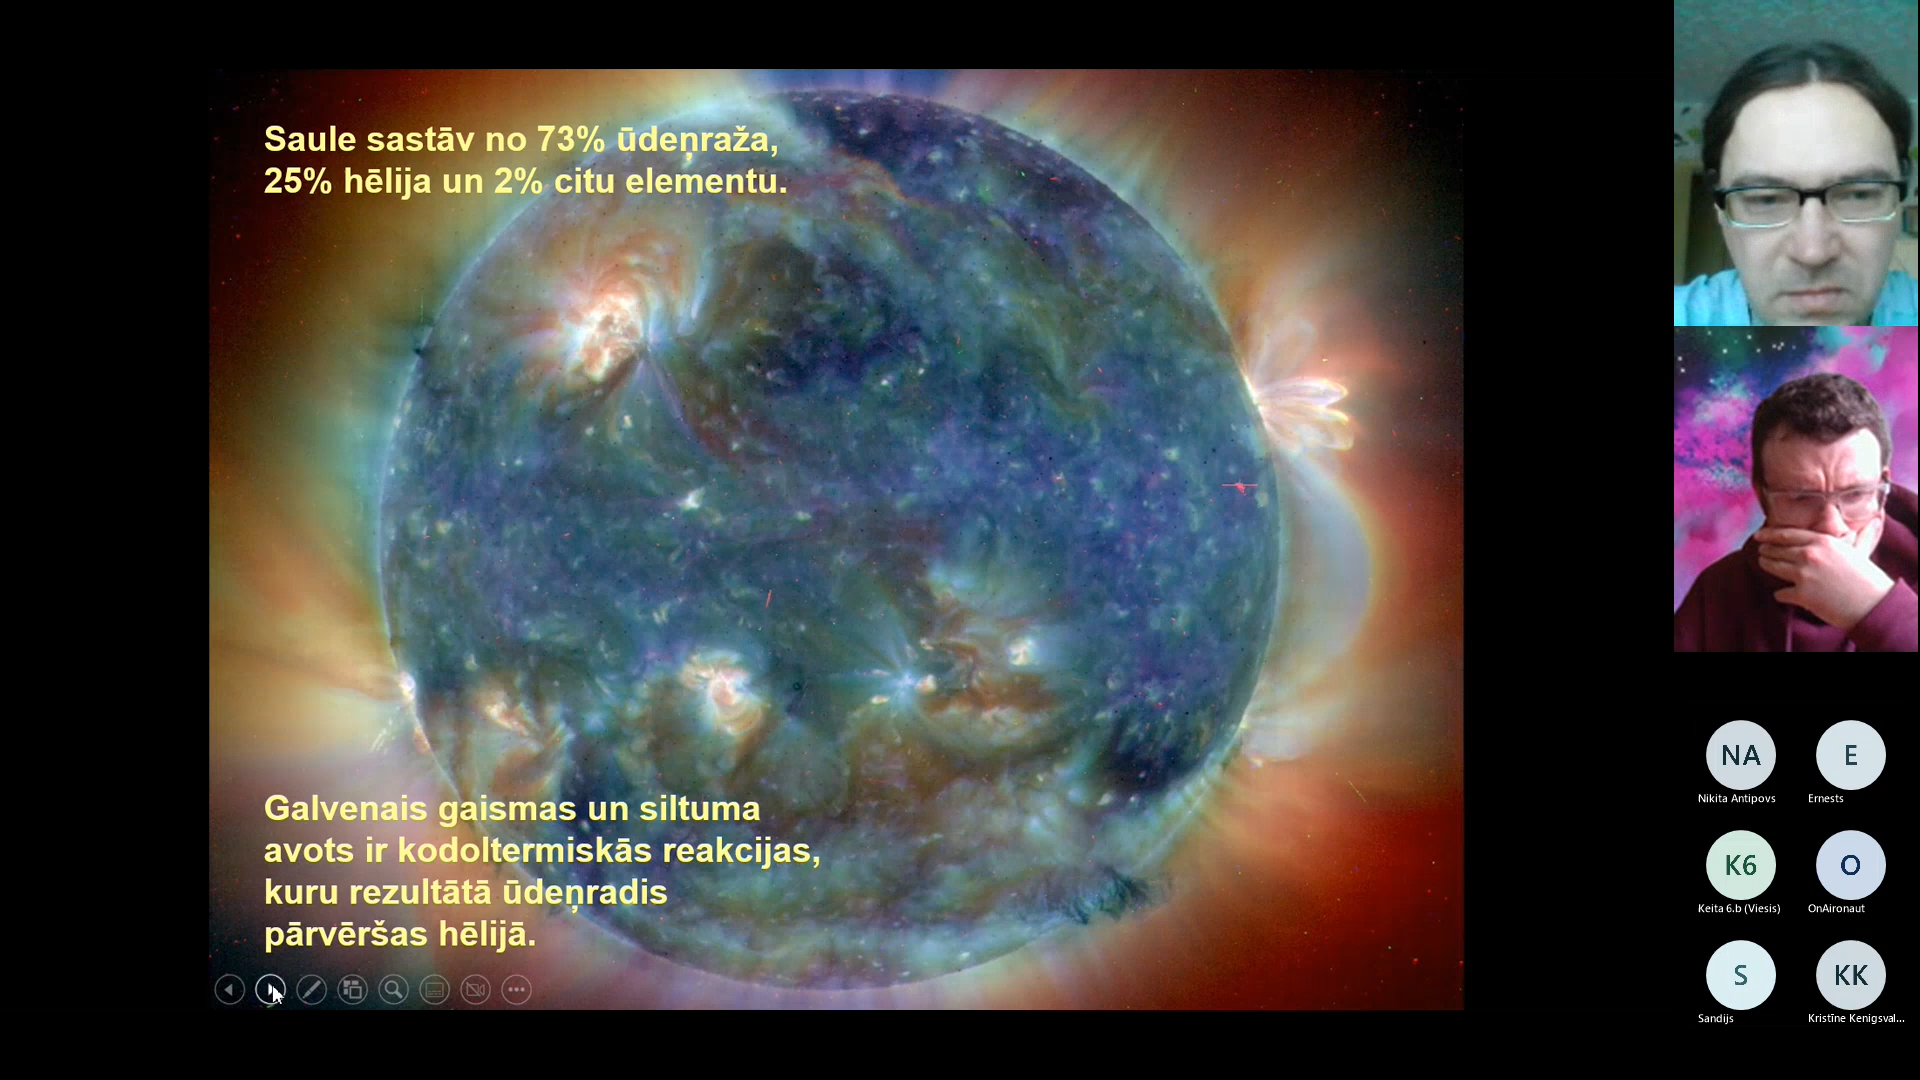 Saule sastāv no 73% ūdeņraža,
25% hēlija un 2% citu elementu.
Galvenais gaismas un siltuma
avots ir kodoltermiskās reakcijas,
kuru rezultātā ūdeņradis
pārvēršas hēlijā.
NA
E
Nikita Antipovs
Ernests
K6
O
Keita 6.b (Viesis)
OnAironaut
S
KK
Sandijs
Kristīne Kenigsval...